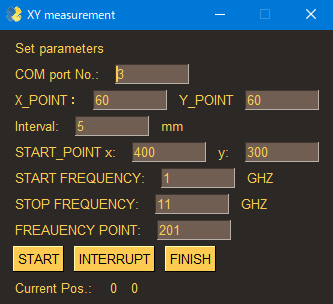 XY measurement
Set parameters
COM port No.: 3
X_POINT : 60 Y_POINT 60
Interval: 5 mm
START_POINT x: 400 y: 300
START FREQUENCY: 1 GHZ
STOP FREQUENCY: 11 GHZ
FREAUENCY POINT: 201
START INTERRUPT FINISH
Current Pos.: 0 0